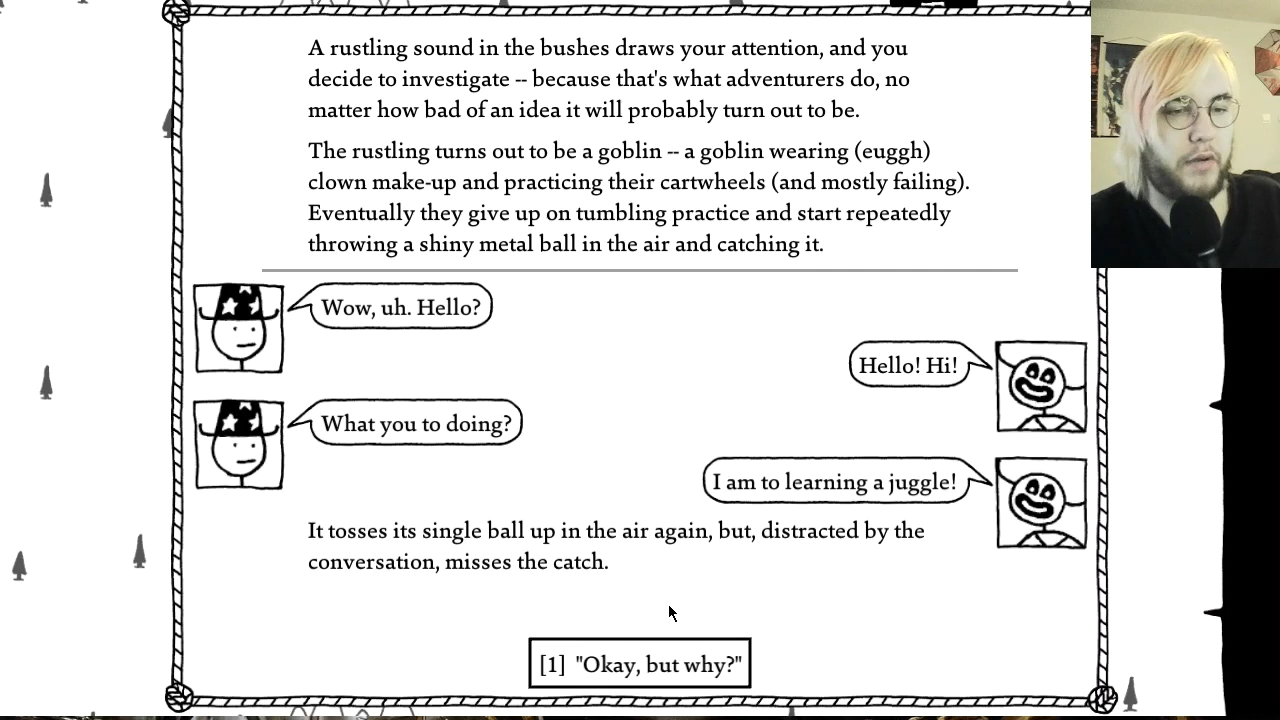 A rustling sound in the bushes draws your attention, and you
decide to investigate -- because that's what adventurers do, no
matter how bad of an idea it will probably turn out to be.
The rustling turns out to be a goblin -- a goblin wearing (euggh)
clown make-up and practicing their cartwheels (and mostly failing).
Eventually they give up on tumbling practice and start repeatedly
throwing a shiny metal ball in the air and catching it.
Wow, uh. Hello?
Hello! Hi!
What you to doing?
I am to learning a juggle!
It tosses its single ball up in the air again, but, distracted by the
conversation, misses the catch.
[1] "Okay, but why?"